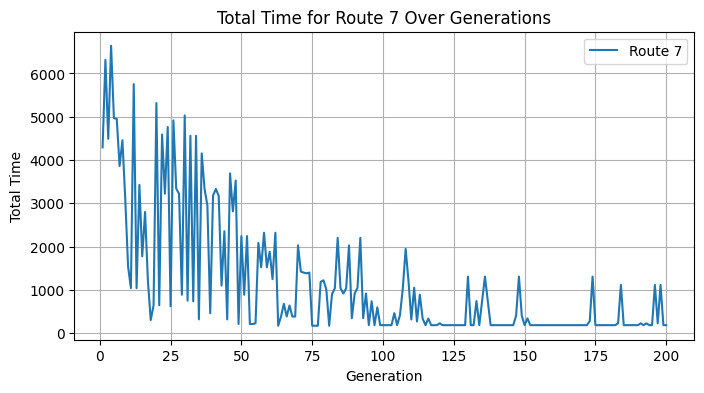 Total Time for Route 7 Over Generations
Route 7
Total Time
6000
5000
4000
3000
2000
1000
0
0 25 50 75 100 125 150 175 200
Generation